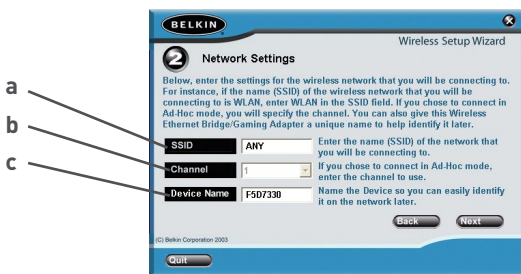 BELKIN
Wireless Setup Wizard
2 Network Settings
Below, enter the settings for the wireless network that you will be connecting to.
For instance, if the name (SSID) of the wireless network that you will be
connecting to is WLAN, enter WLAN in the SSID field. If you chose to connect in
Ad-Hoc mode, you will specify the channel. You can also give this Wireless
Ethernet Bridge/Gaming Adapter a unique name to help identify it later.
a SSID ANY Enter the name (SSID) of the network that
you will be connecting to.
b Channel 1 If you chose to connect in Ad-Hoc mode,
enter the channel to use.
c Device Name F5D7330 Name the Device so you can easily identify
it on the network later.
Back Next
(C) Belkin Corporation 2003
Quit